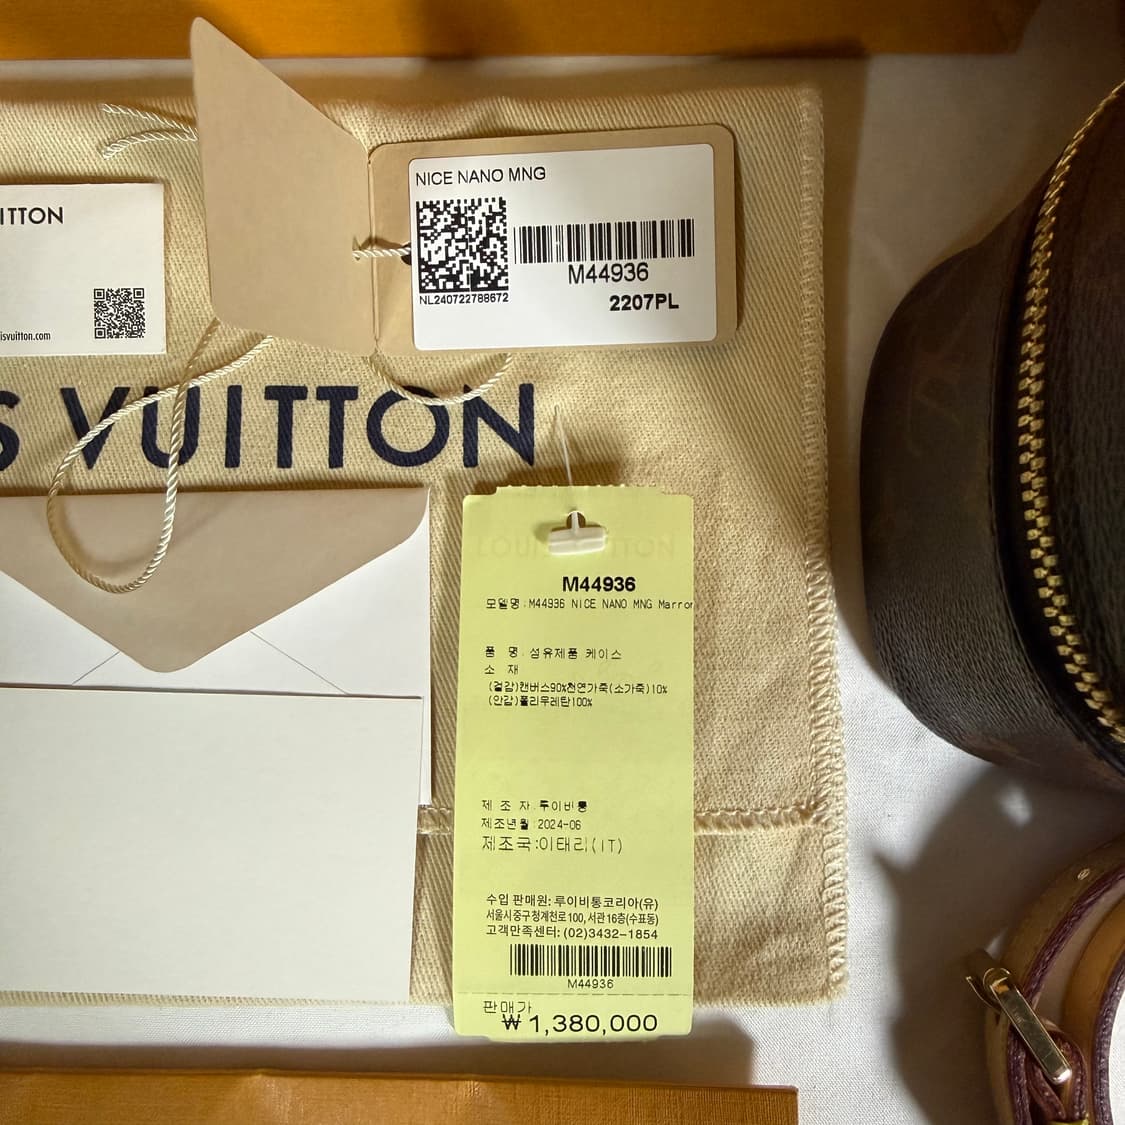 NICE NANO MNG
M44936
NL240722788672
2207PL
ITTON
isvuitton.com
S VUITTON
LOUIS VUITTON
M44936
모델명:M44936 NICE NANO MNG Marron
품 명:섬유제품 케이스
소 재
(겉감)캔버스90%천연가죽(소가죽)10%
(안감)폴리우레탄100%
제 조 자:루이비통
제조년월:2024-06
제조국:이태리(IT)
수입 판매원: 루이비통코리아(유)
서울시중구청계천로100, 서관 16층(수표동)
고객만족센터: (02)3432-1854
M44936
판매가
₩ 1,380,000